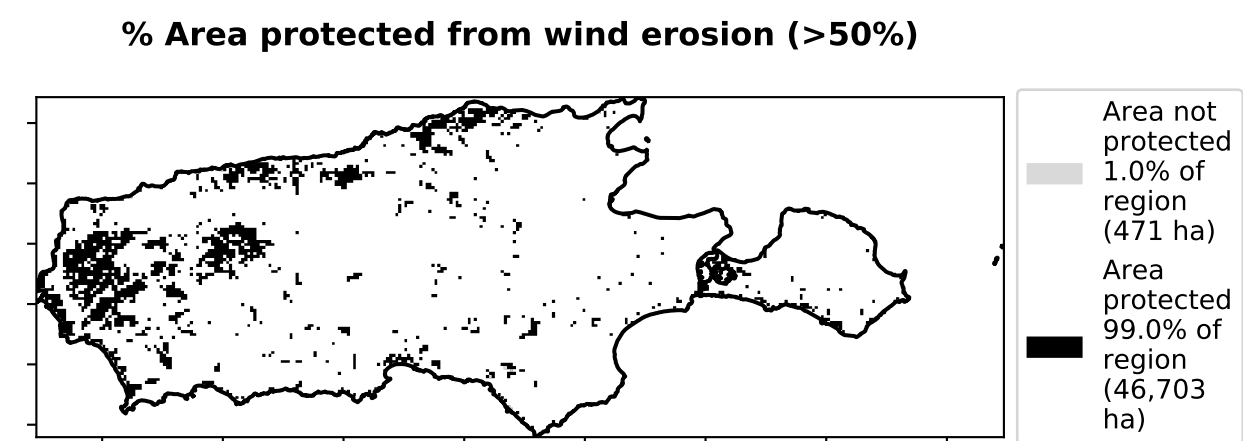 % Area protected from wind erosion (>50%)
Area not
protected
1.0% of
region
(471 ha)
Area
protected
99.0% of
region
(46,703
ha)